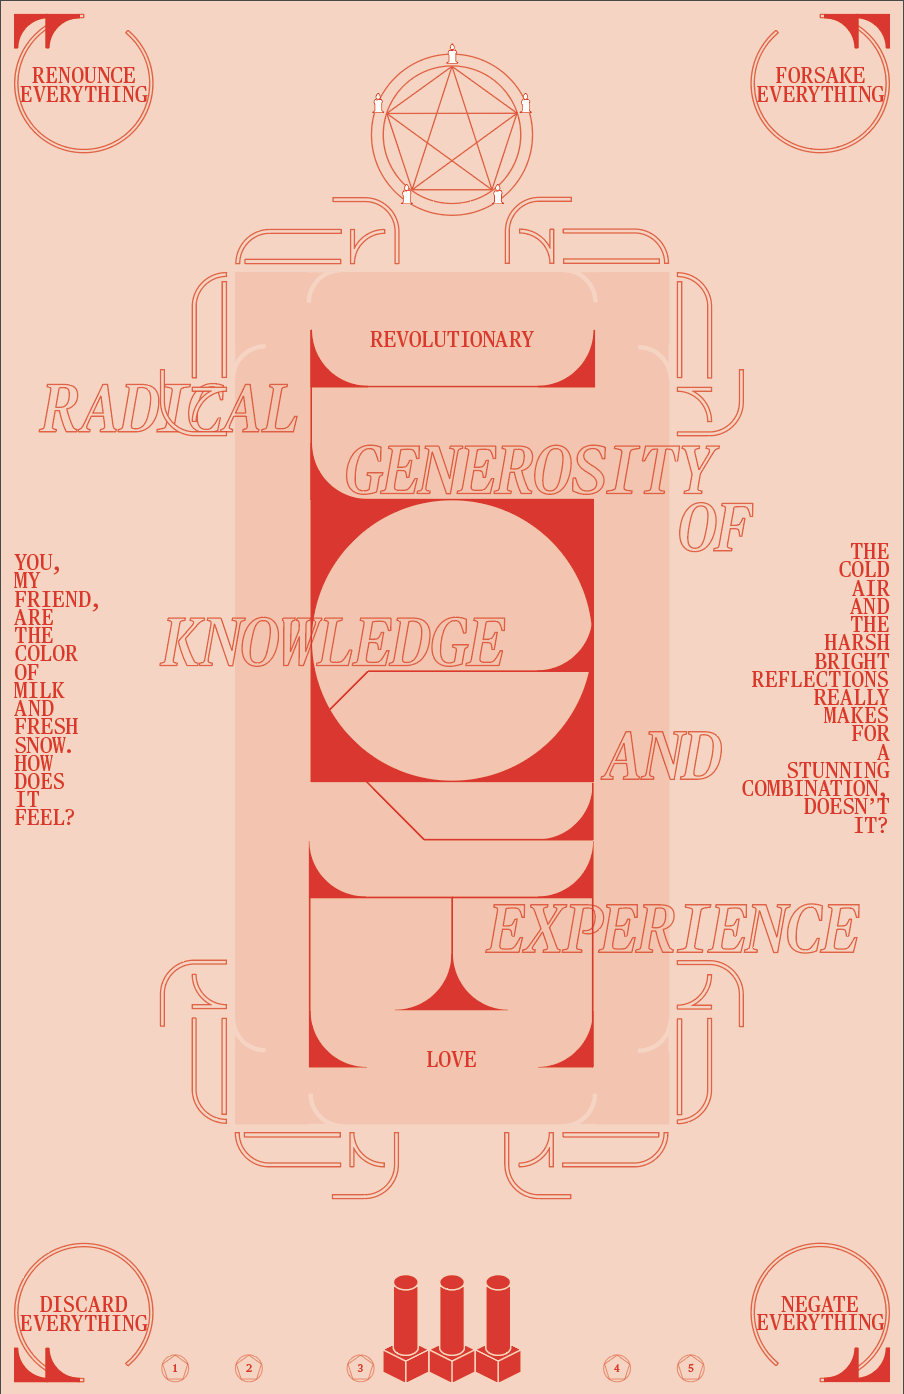 RENOUNCE
EVERYTHING
FORSAKE
EVERYTHING
REVOLUTIONARY
RADICAL
GENEROSITY
OF
KNOWLEDGE
AND
EXPERIENCE
LOVE
YOU,
MY
FRIEND,
ARE
THE
COLOR
OF
MILK
AND
FRESH
SNOW.
HOW
DOES
IT
FEEL?
THE
COLD
AIR
AND
THE
HARSH
BRIGHT
REFLECTIONS
REALLY
MAKES
FOR
A
STUNNING
COMBINATION,
DOESN'T
IT?
DISCARD
EVERYTHING
NEGATE
EVERYTHING
1 2 3 4 5